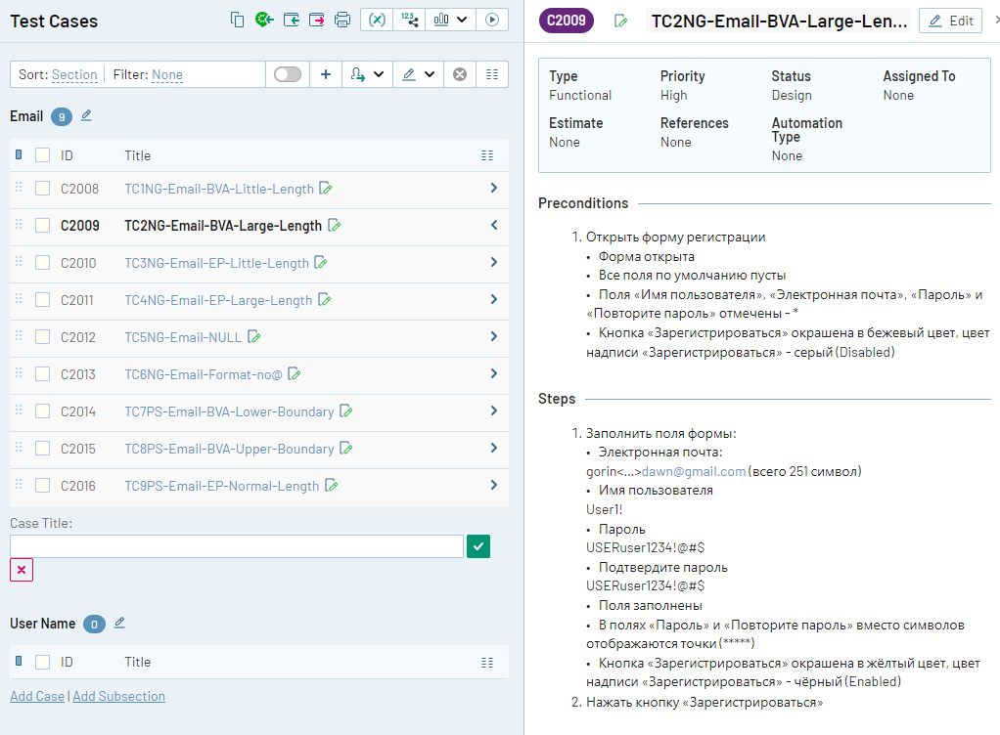 Test Cases
Sort: Section Filter: None
Email 9
ID Title
C2008 TC1NG-Email-BVA-Little-Length
C2009 TC2NG-Email-BVA-Large-Length
C2010 TC3NG-Email-EP-Little-Length
C2011 TC4NG-Email-EP-Large-Length
C2012 TC5NG-Email-NULL
C2013 TC6NG-Email-Format-no@
C2014 TC7PS-Email-BVA-Lower-Boundary
C2015 TC8PS-Email-BVA-Upper-Boundary
C2016 TC9PS-Email-EP-Normal-Length
Case Title:
User Name 0
ID Title
Add Case | Add Subsection
C2009 TC2NG-Email-BVA-Large-Len... Edit
Type Priority Status Assigned To
Functional High Design None
Estimate References Automation
Type
None None None
Preconditions
1. Открыть форму регистрации
• Форма открыта
• Все поля по умолчанию пусты
• Поля «Имя пользователя», «Электронная почта», «Пароль» и
«Повторите пароль» отмечены – *
• Кнопка «Зарегистрироваться» окрашена в бежевый цвет, цвет
надписи «Зарегистрироваться» – серый (Disabled)
Steps
1. Заполнить поля формы:
• Электронная почта:
gorin<...>dawn@gmail.com (всего 251 символ)
• Имя пользователя
User1!
• Пароль
USERuser1234!@#$
• Подтвердите пароль
USERuser1234!@#$
• Поля заполнены
• В полях «Пароль» и «Повторите пароль» вместо символов
отображаются точки (*****)
• Кнопка «Зарегистрироваться» окрашена в жёлтый цвет, цвет
надписи «Зарегистрироваться» – чёрный (Enabled)
2. Нажать кнопку «Зарегистрироваться»